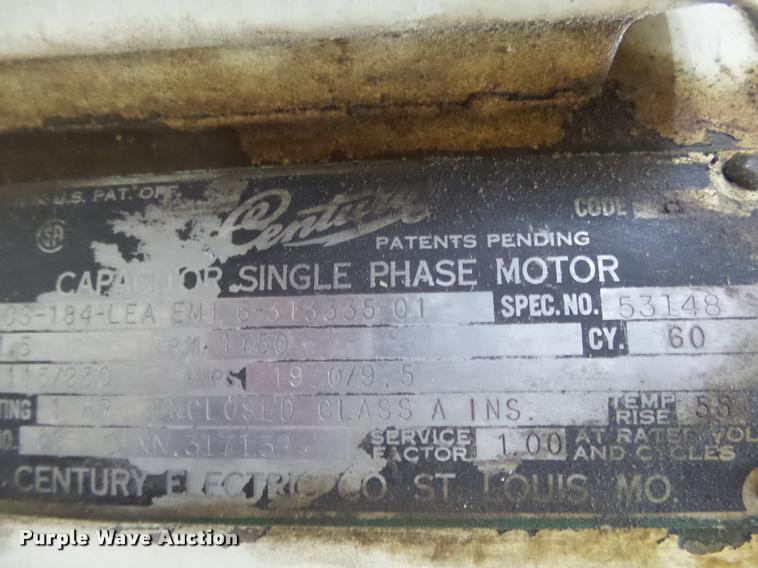 U.S. PAT. OFF.
Century
CODE
PATENTS PENDING
CAPACITOR SINGLE PHASE MOTOR
CS-184-LEA EMJ 6-313335 01 SPEC. NO. 53148
.5 RPM 1750 CY. 60
115/230 AMPS 19.0/9.5
TING 1 HR. ENCLOSED CLASS A INS. TEMP RISE 55
NO. SERVICE FACTOR 1.00 AT RATED VOL AND CYCLES
CENTURY ELECTRIC CO. ST. LOUIS, MO.
Purple Wave Auction